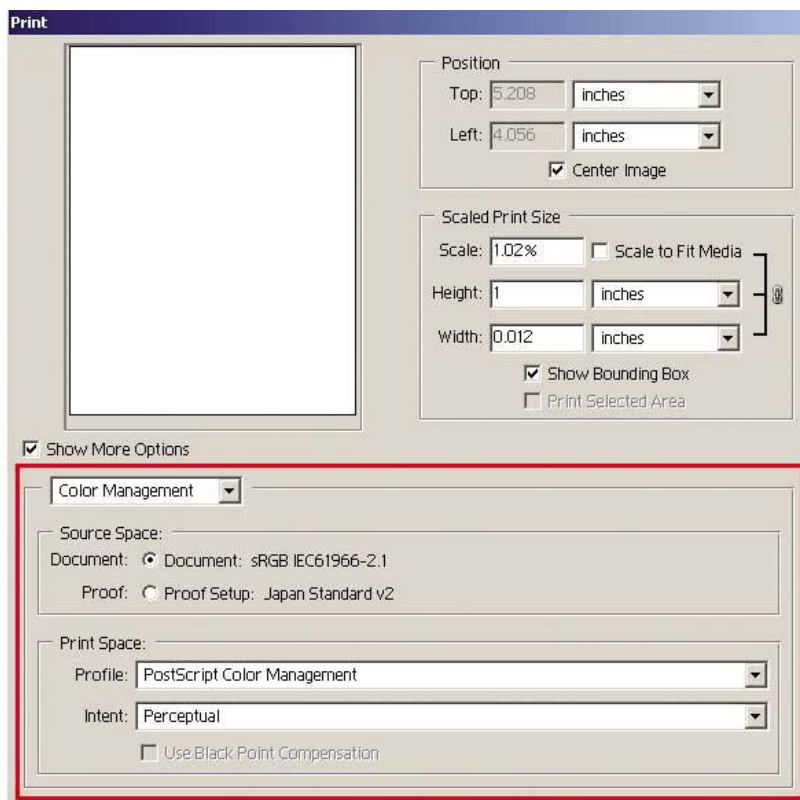 Print
Position
Top: 5.208 inches
Left: 4.056 inches
Center Image
Scaled Print Size
Scale: 1.02% Scale to Fit Media
Height: 1 inches
Width: 0.012 inches
Show Bounding Box
Print Selected Area
Show More Options
Color Management
Source Space:
Document: Document: sRGB IEC61966-2.1
Proof: Proof Setup: Japan Standard v2
Print Space:
Profile: PostScript Color Management
Intent: Perceptual
Use Black Point Compensation